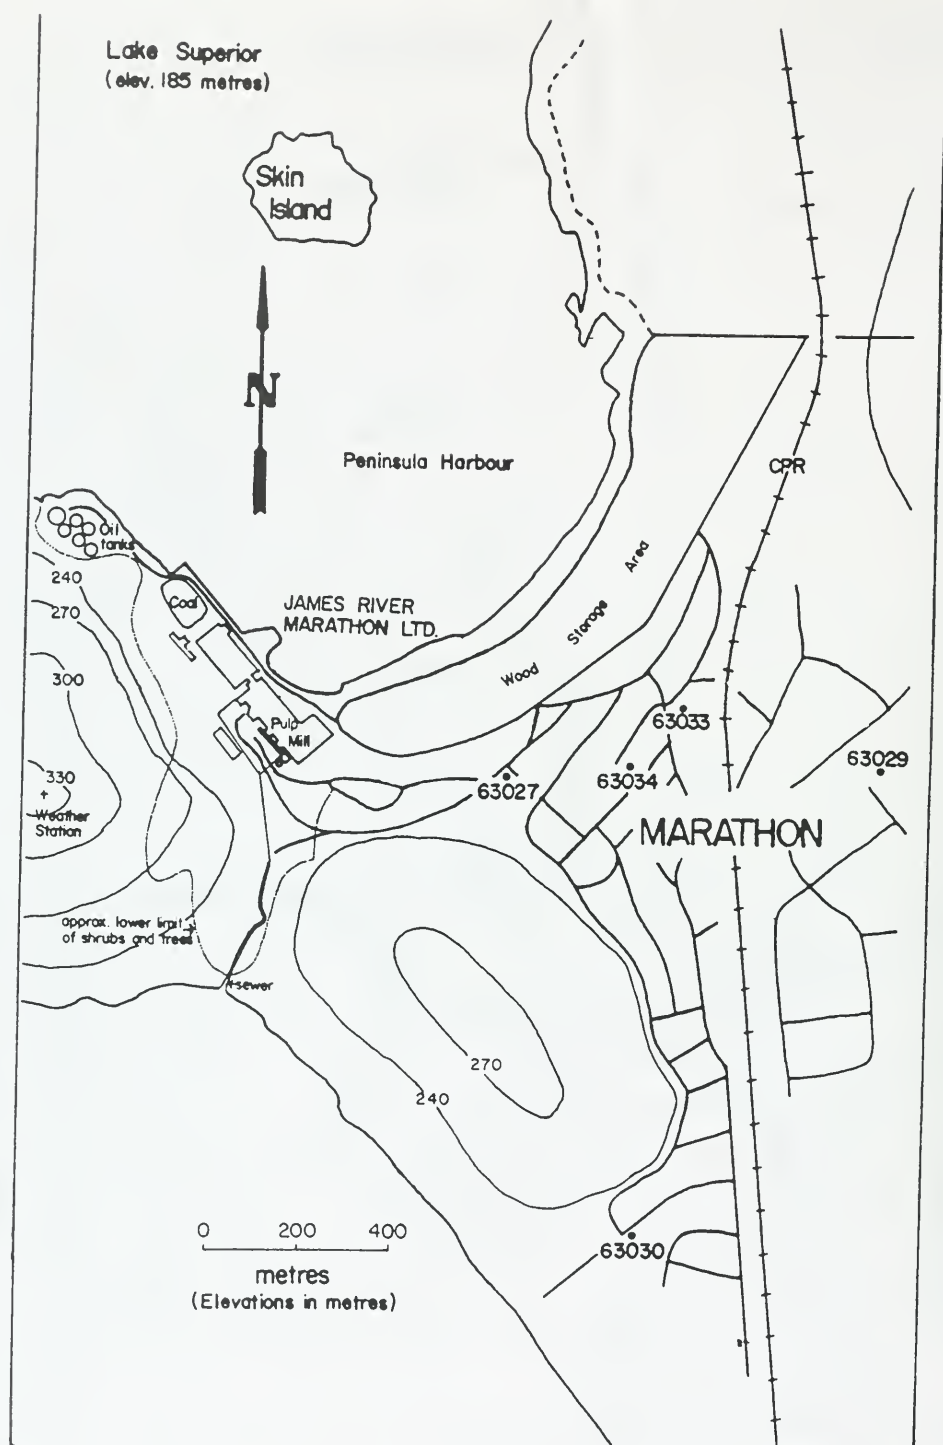 Lake Superior
(elev. 185 metres)
Skin
Island
N
Peninsula Harbour
CPR
Oil
tanks
240
270
Coal
JAMES RIVER
MARATHON LTD.
Wood Storage Area
300
Pulp
Mill
63033
63029
330
63027
63034
Weather
Station
MARATHON
approx. lower limit
of shrubs and trees
sewer
270
240
0 200 400
metres
(Elevations in metres)
63030